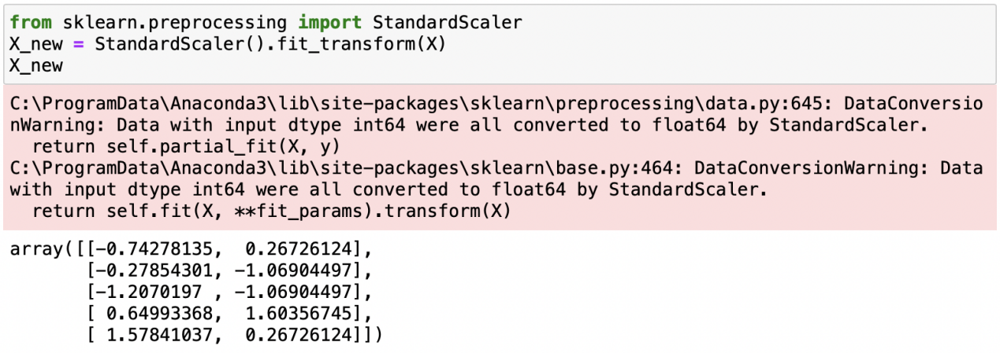 from sklearn.preprocessing import StandardScaler
X_new = StandardScaler().fit_transform(X)
X_new
C:\ProgramData\Anaconda3\lib\site-packages\sklearn\preprocessing\data.py:645: DataConversio
nWarning: Data with input dtype int64 were all converted to float64 by StandardScaler.
  return self.partial_fit(X, y)
C:\ProgramData\Anaconda3\lib\site-packages\sklearn\base.py:464: DataConversionWarning: Data
with input dtype int64 were all converted to float64 by StandardScaler.
  return self.fit(X, **fit_params).transform(X)
array([[-0.74278135,  0.26726124],
       [-0.27854301, -1.06904497],
       [-1.2070197 , -1.06904497],
       [ 0.64993368,  1.60356745],
       [ 1.57841037,  0.26726124]])